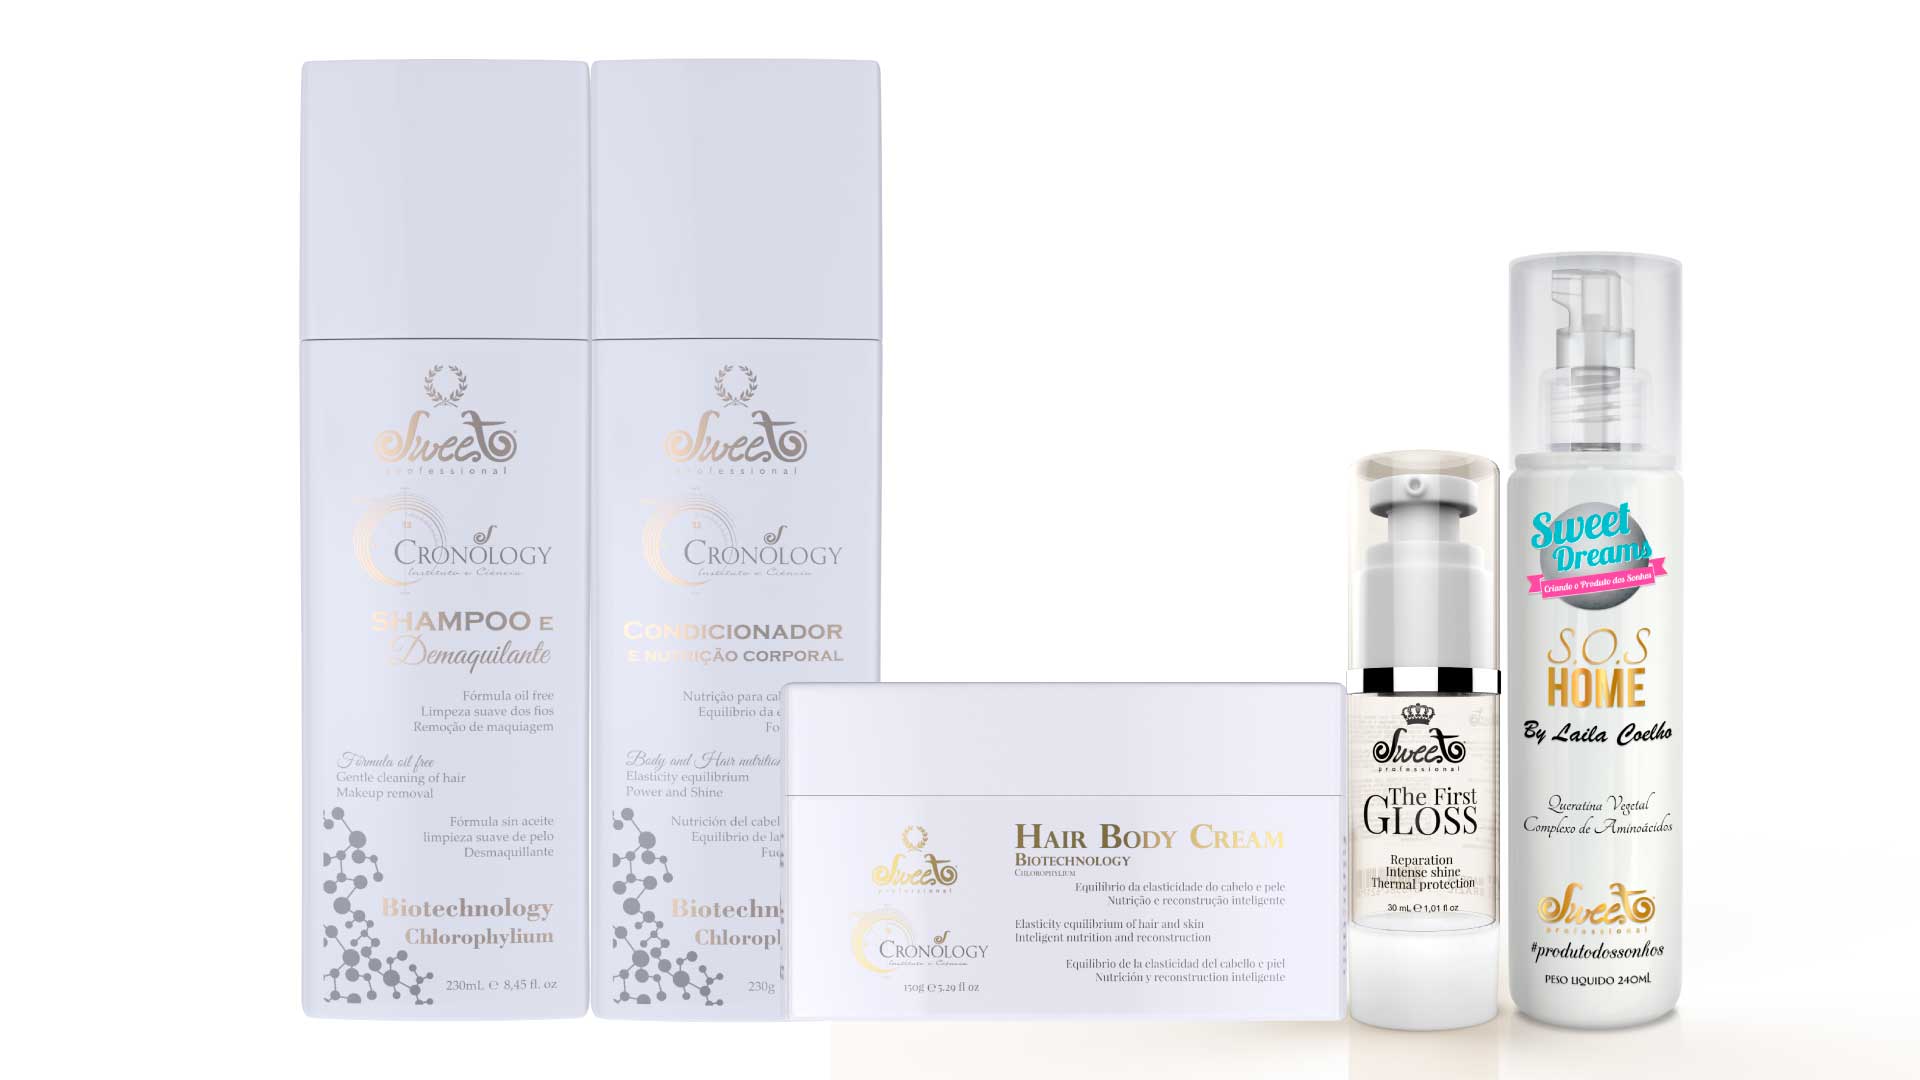 Sweet
professional
12
CRONOLOGY
Instituto e Ciência
SHAMPOO E
Demaquilante
Fórmula oil free
Limpeza suave dos fios
Remoção de maquiagem
Fórmula oil free
Gentle cleaning of hair
Makeup removal
Fórmula sin aceite
limpieza suave de pelo
Desmaquillante
Biotechnology
Chlorophylium
230mL e 8,45 fl. oz
Sweet
professional
12
CRONOLOGY
Instituto e Ciência
CONDICIONADOR
E NUTRIÇÃO CORPORAL
Nutrição para
Equilíbrio da
Body and Hair nutrition
Elasticity equilibrium
Power and Shine
Nutrición del
Equilibrio de
230g
Sweet
professional
CRONOLOGY
Instituto e Ciência
150g e 5.29 fl oz
HAIR BODY CREAM
BIOTECHNOLOGY
CHLOROPHYLIUM
Equilíbrio da elasticidade do cabelo e pele
Nutrição e reconstrução inteligente
Elasticity equilibrium of hair and skin
Inteligent nutrition and reconstruction
Equilibrio de la elasticidad del cabello e piel
Nutrición y reconstruction inteligente
Sweet
professional
The First
GLOSS
Reparation
Intense shine
Thermal protection
30 mL e 1,01 fl oz
Sweet
Dreams
Criando o Produto dos Sonhos
S.O.S
HOME
By Laila Coelho
Queratina Vegetal
Complexo de Aminoácidos
Sweet
professional
#produtodossonhos
PESO LIQUIDO 240mL